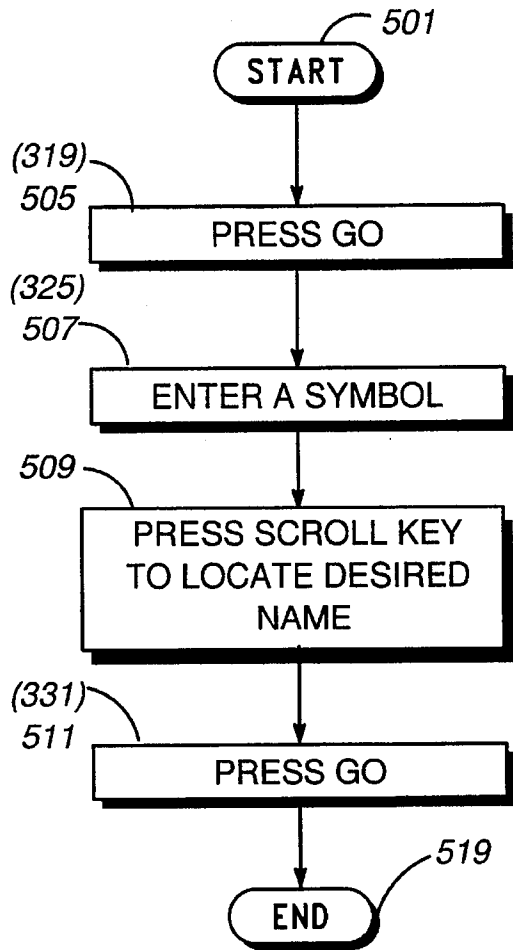 501
START
(319)
505
PRESS GO
(325)
507
ENTER A SYMBOL
509
PRESS SCROLL KEY
TO LOCATE DESIRED
NAME
(331)
511
PRESS GO
519
END